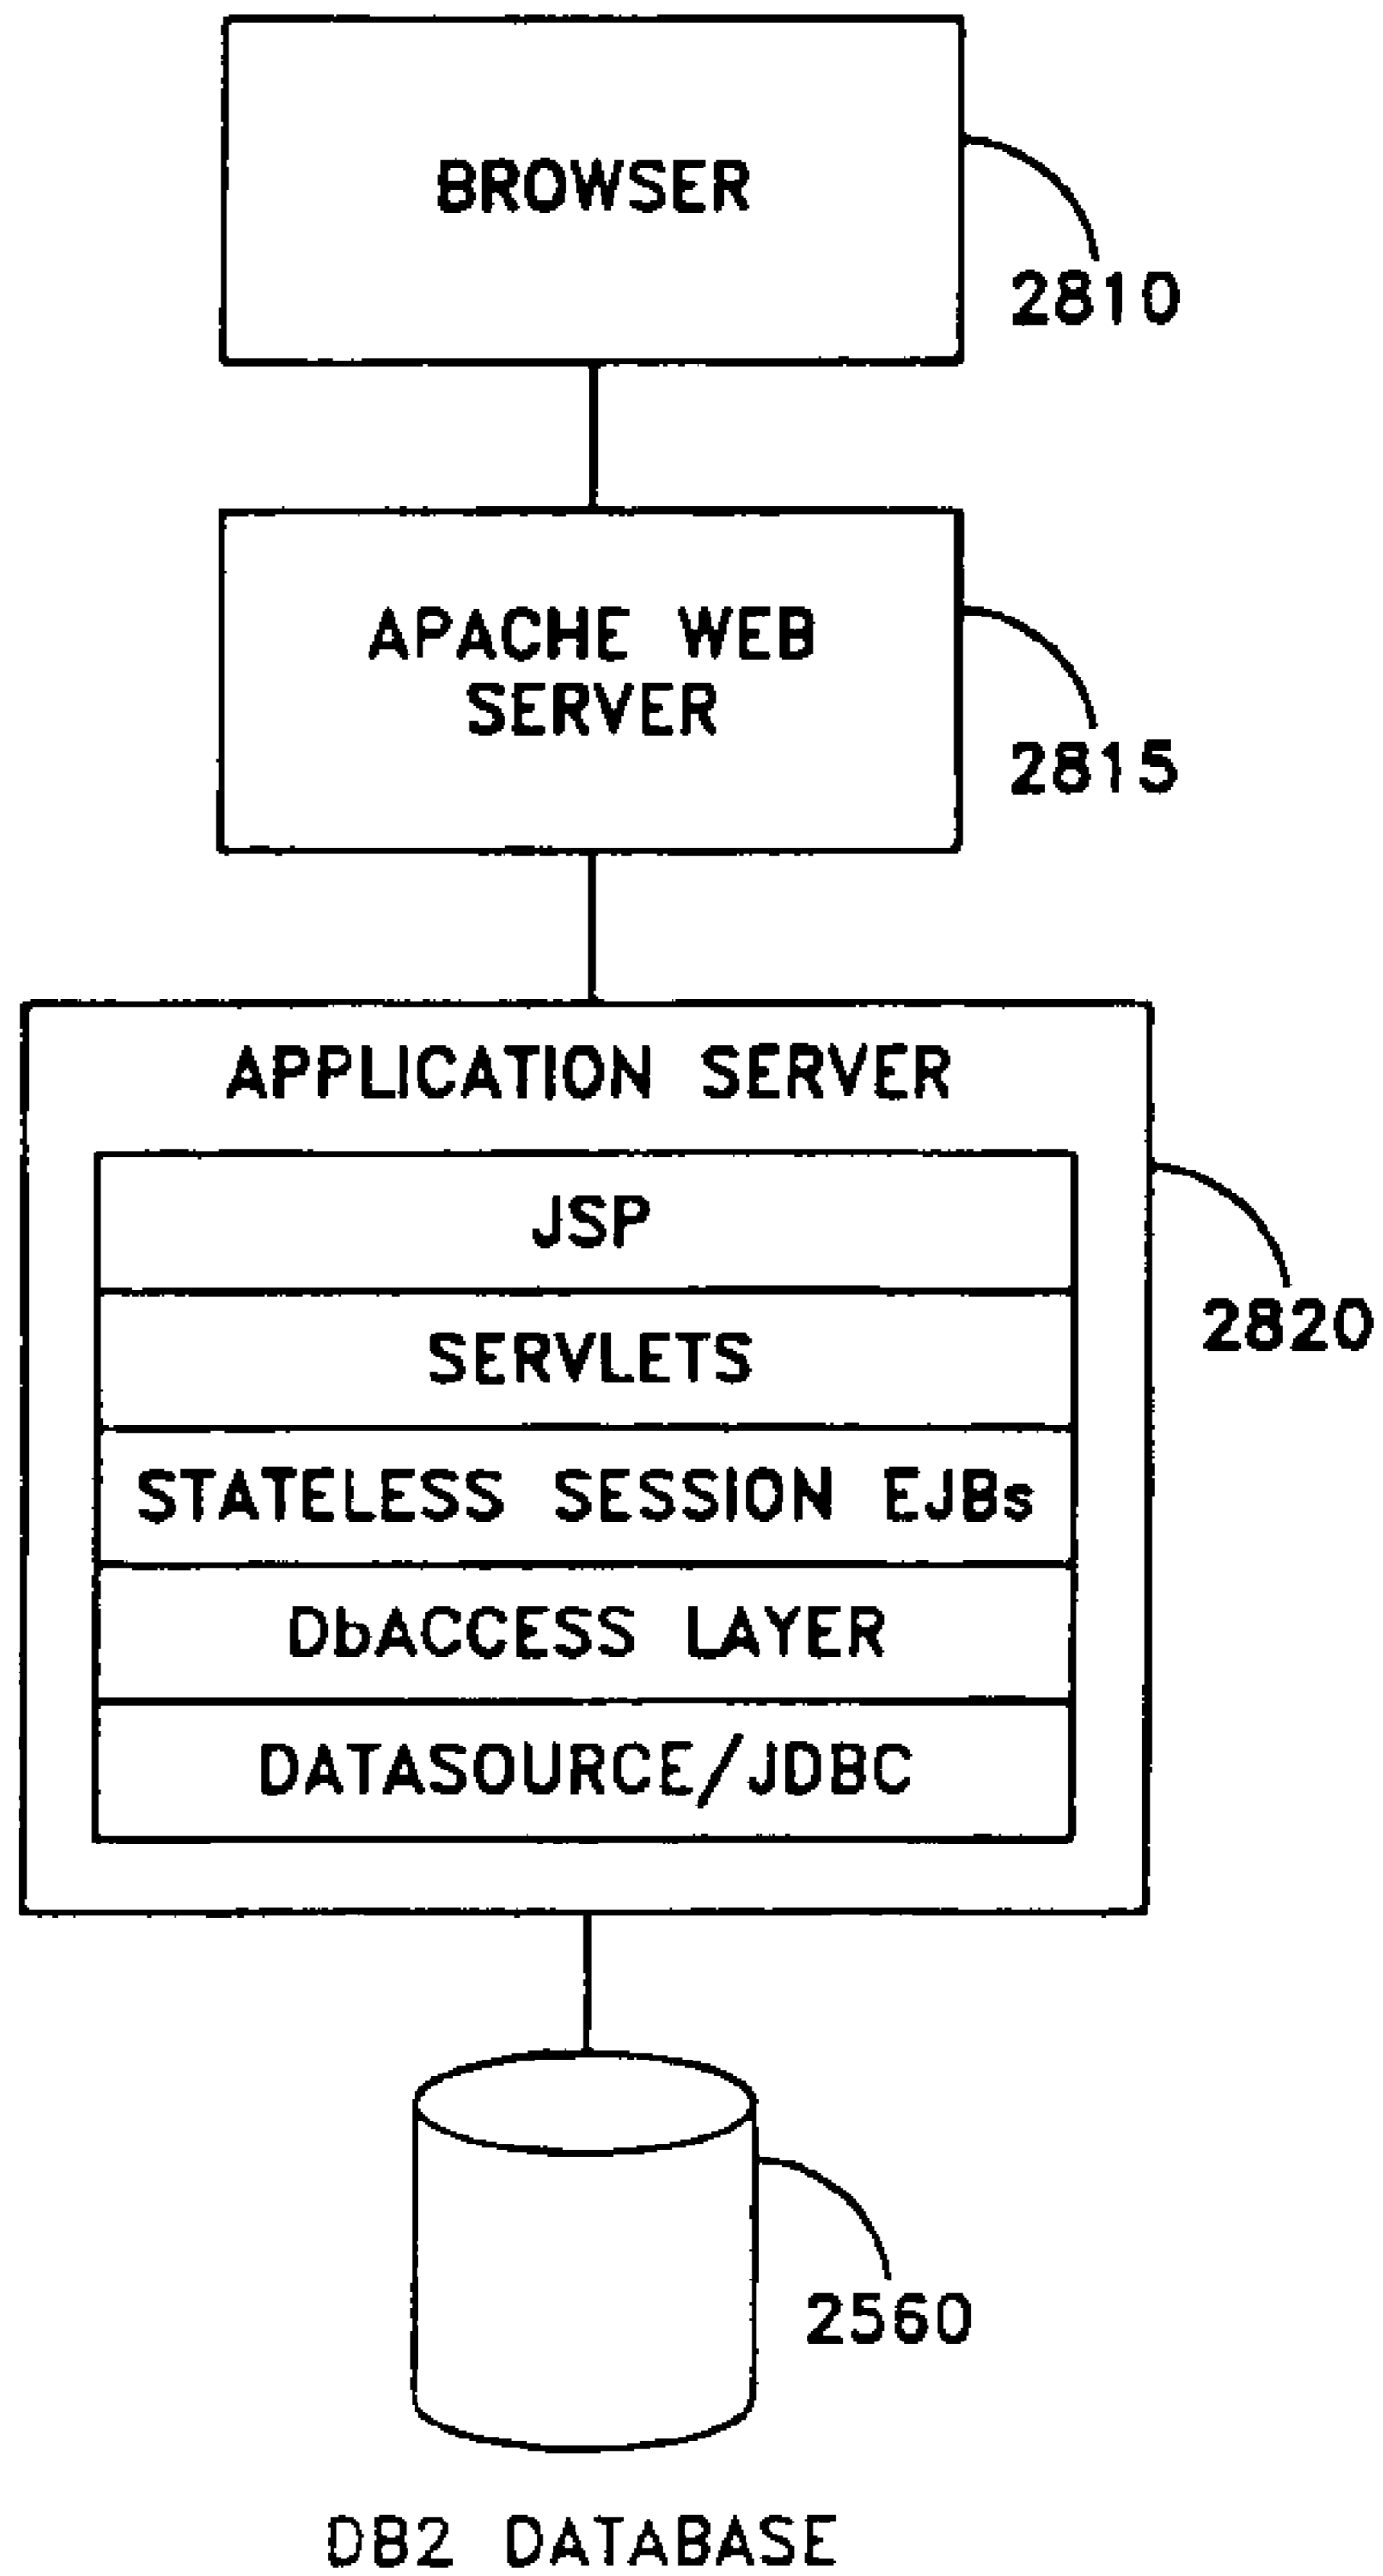 BROWSER
2810
APACHE WEB
SERVER
2815
APPLICATION SERVER
JSP
2820
SERVLETS
STATELESS SESSION EJBs
DbACCESS LAYER
DATASOURCE/JDBC
2560
DB2 DATABASE